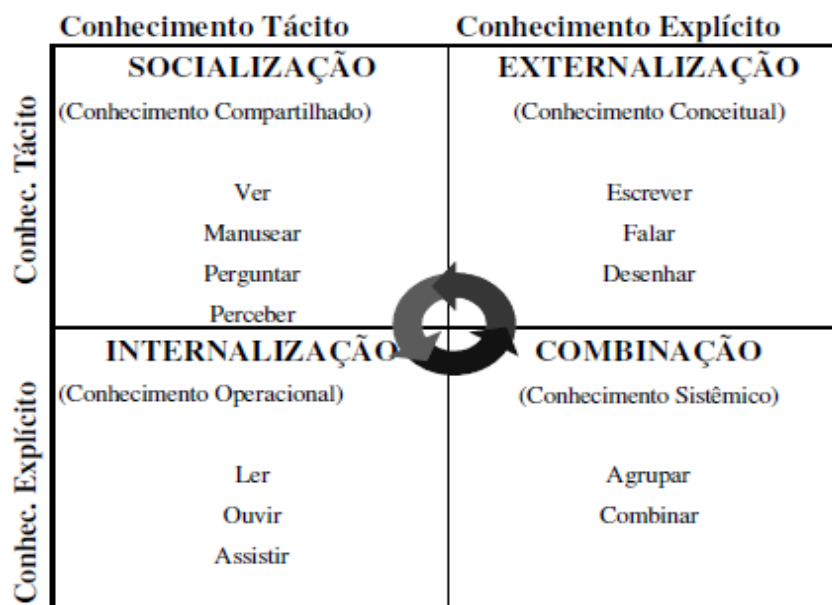 Conhecimento Tácito
Conhecimento Explícito
Conhec. Tácito
SOCIALIZAÇÃO
(Conhecimento Compartilhado)
Ver
Manusear
Perguntar
Perceber
EXTERNALIZAÇÃO
(Conhecimento Conceitual)
Escrever
Falar
Desenhar
Conhec. Explícito
INTERNALIZAÇÃO
(Conhecimento Operacional)
Ler
Ouvir
Assistir
COMBINAÇÃO
(Conhecimento Sistêmico)
Agrupar
Combinar